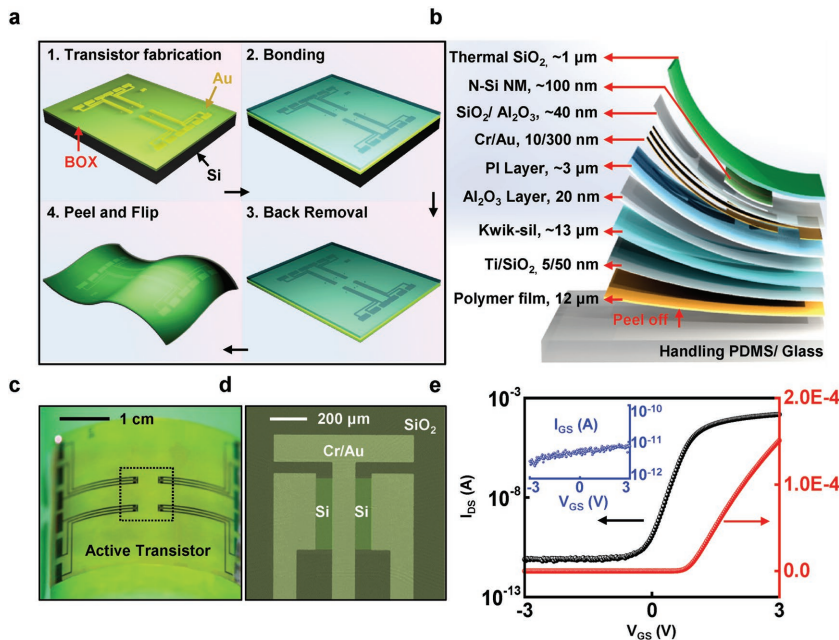 a
1. Transistor fabrication
2. Bonding
Au
BOX
Si
4. Peel and Flip
3. Back Removal
b
Thermal SiO₂, ~1 µm
N-Si NM, ~100 nm
SiO₂/ Al₂O₃, ~40 nm
Cr/Au, 10/300 nm
PI Layer, ~3 µm
Al₂O₃ Layer, 20 nm
Kwik-sil, ~13 µm
Ti/SiO₂, 5/50 nm
Polymer film, 12 µm
Peel off
Handling PDMS/ Glass
c
1 cm
Active Transistor
d
200 µm
SiO₂
Cr/Au
Si
Si
e
10⁻³
2.0E-4
I_GS (A)
10⁻¹⁰
10⁻¹¹
10⁻¹²
-3
0
3
V_GS (V)
I_DS (A)
10⁻⁸
1.0E-4
10⁻¹³
0.0
-3
0
3
V_GS (V)